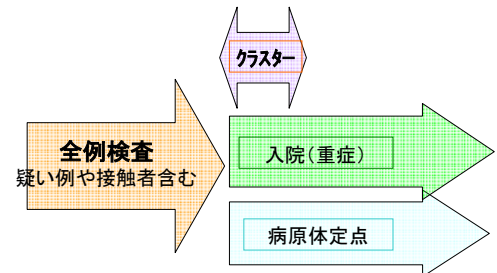 クラスター
全例検査
疑い例や接触者含む
入院（重症）
病原体定点